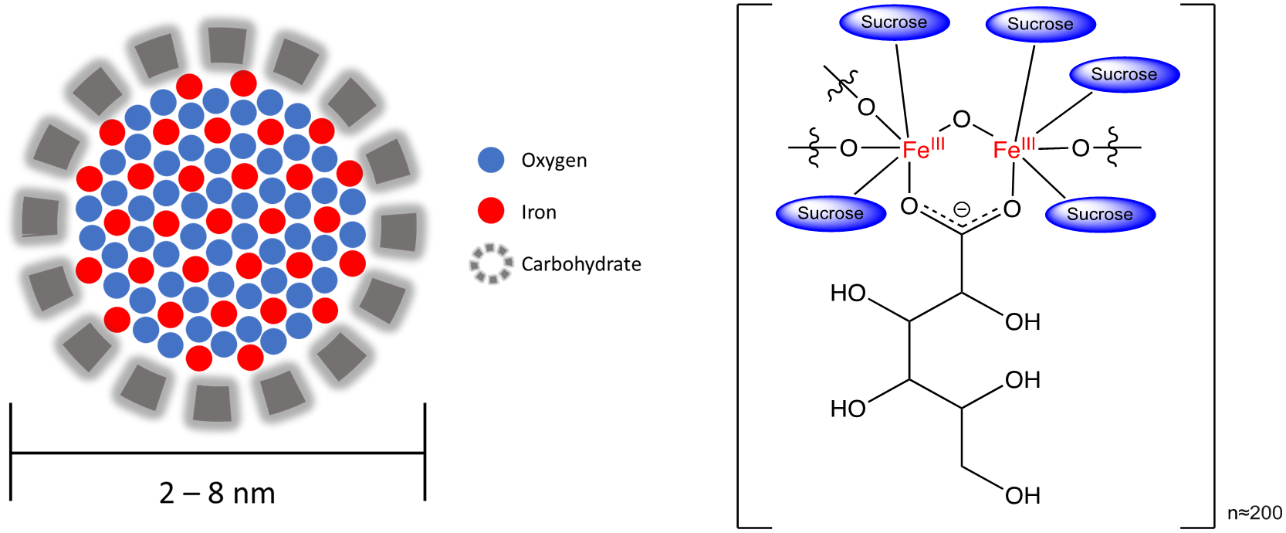 Oxygen
Iron
Carbohydrate
2 – 8 nm
Sucrose
Sucrose
Sucrose
O
O
O
Fe^III
Fe^III
O
Sucrose
O
⊖
O
Sucrose
HO
OH
HO
OH
OH
n≈200